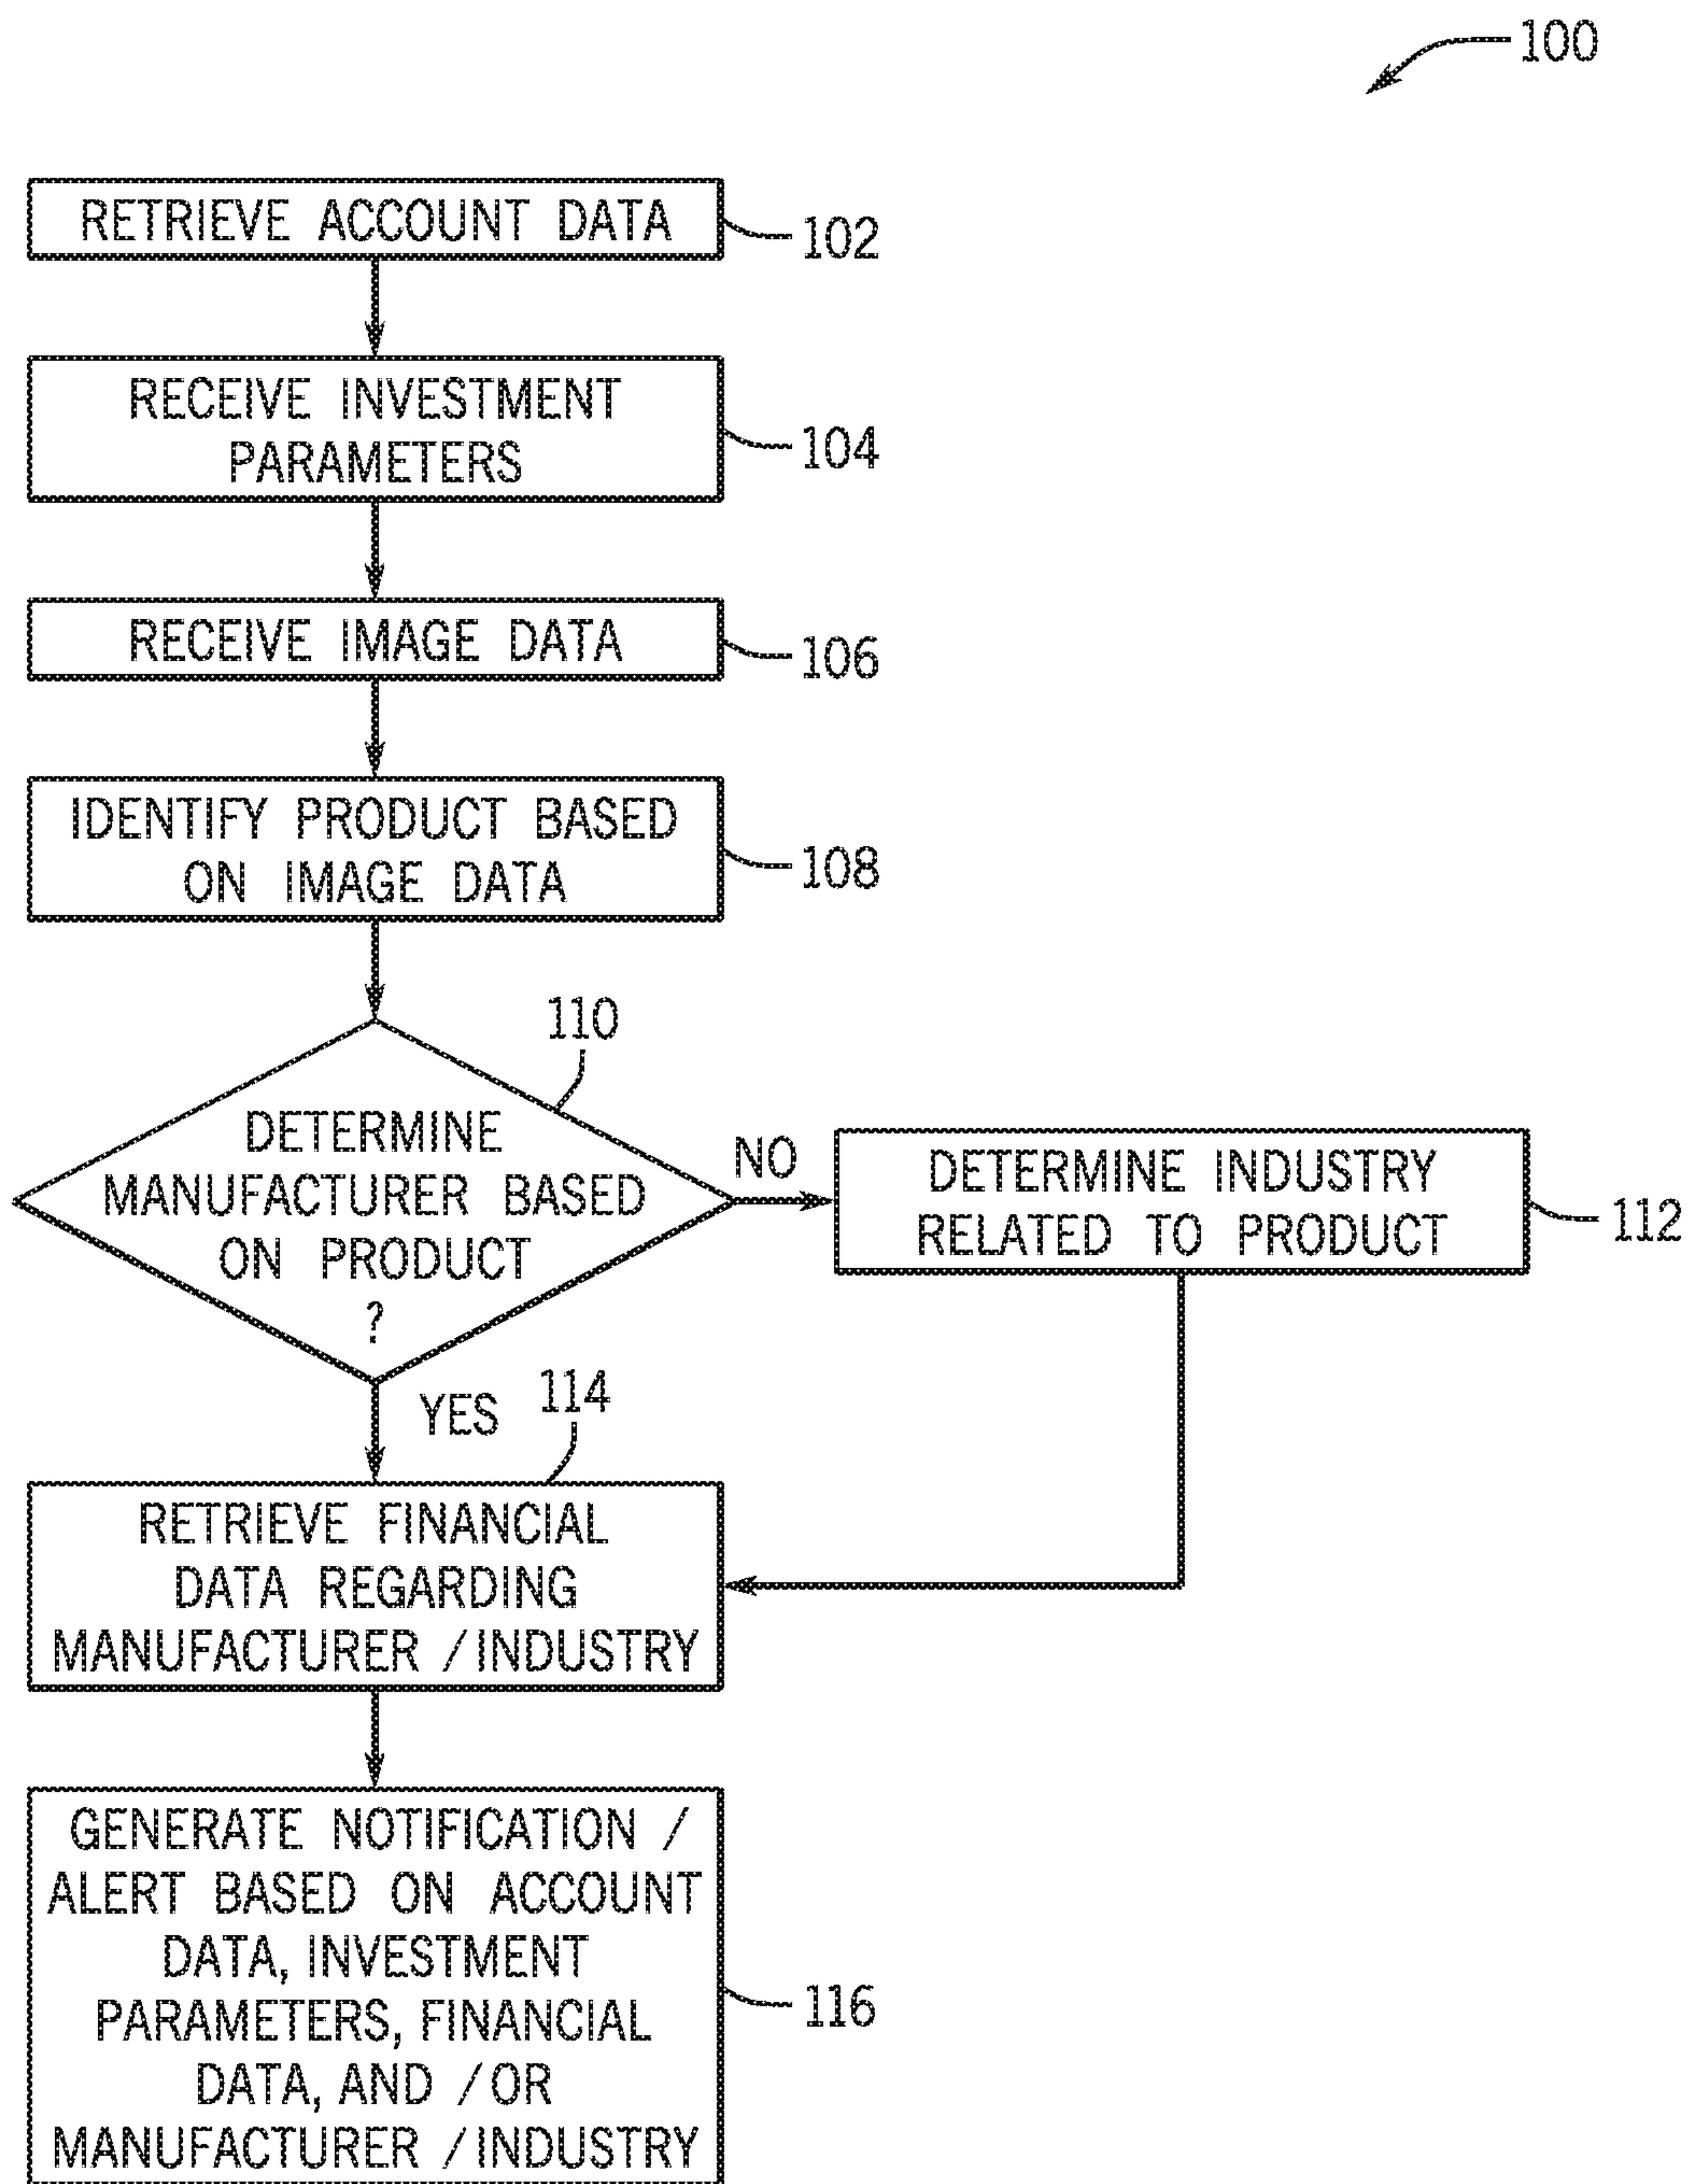 100
RETRIEVE ACCOUNT DATA
102
RECEIVE INVESTMENT
PARAMETERS
104
RECEIVE IMAGE DATA
106
IDENTIFY PRODUCT BASED
ON IMAGE DATA
108
110
DETERMINE
MANUFACTURER BASED
ON PRODUCT
?
NO
DETERMINE INDUSTRY
RELATED TO PRODUCT
112
YES
114
RETRIEVE FINANCIAL
DATA REGARDING
MANUFACTURER / INDUSTRY
GENERATE NOTIFICATION /
ALERT BASED ON ACCOUNT
DATA, INVESTMENT
PARAMETERS, FINANCIAL
DATA, AND / OR
MANUFACTURER / INDUSTRY
116